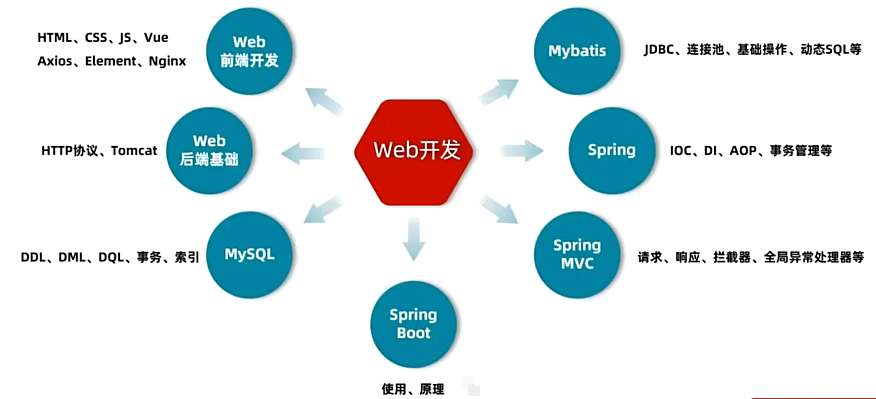 HTML、CSS、JS、Vue
Axios、Element、Nginx
Web
前端开发
Mybatis
JDBC、连接池、基础操作、动态SQL等
HTTP协议、Tomcat
Web
后端基础
Web开发
Spring
IOC、DI、AOP、事务管理等
DDL、DML、DQL、事务、索引
MySQL
Spring
MVC
请求、响应、拦截器、全局异常处理器等
Spring
Boot
使用、原理